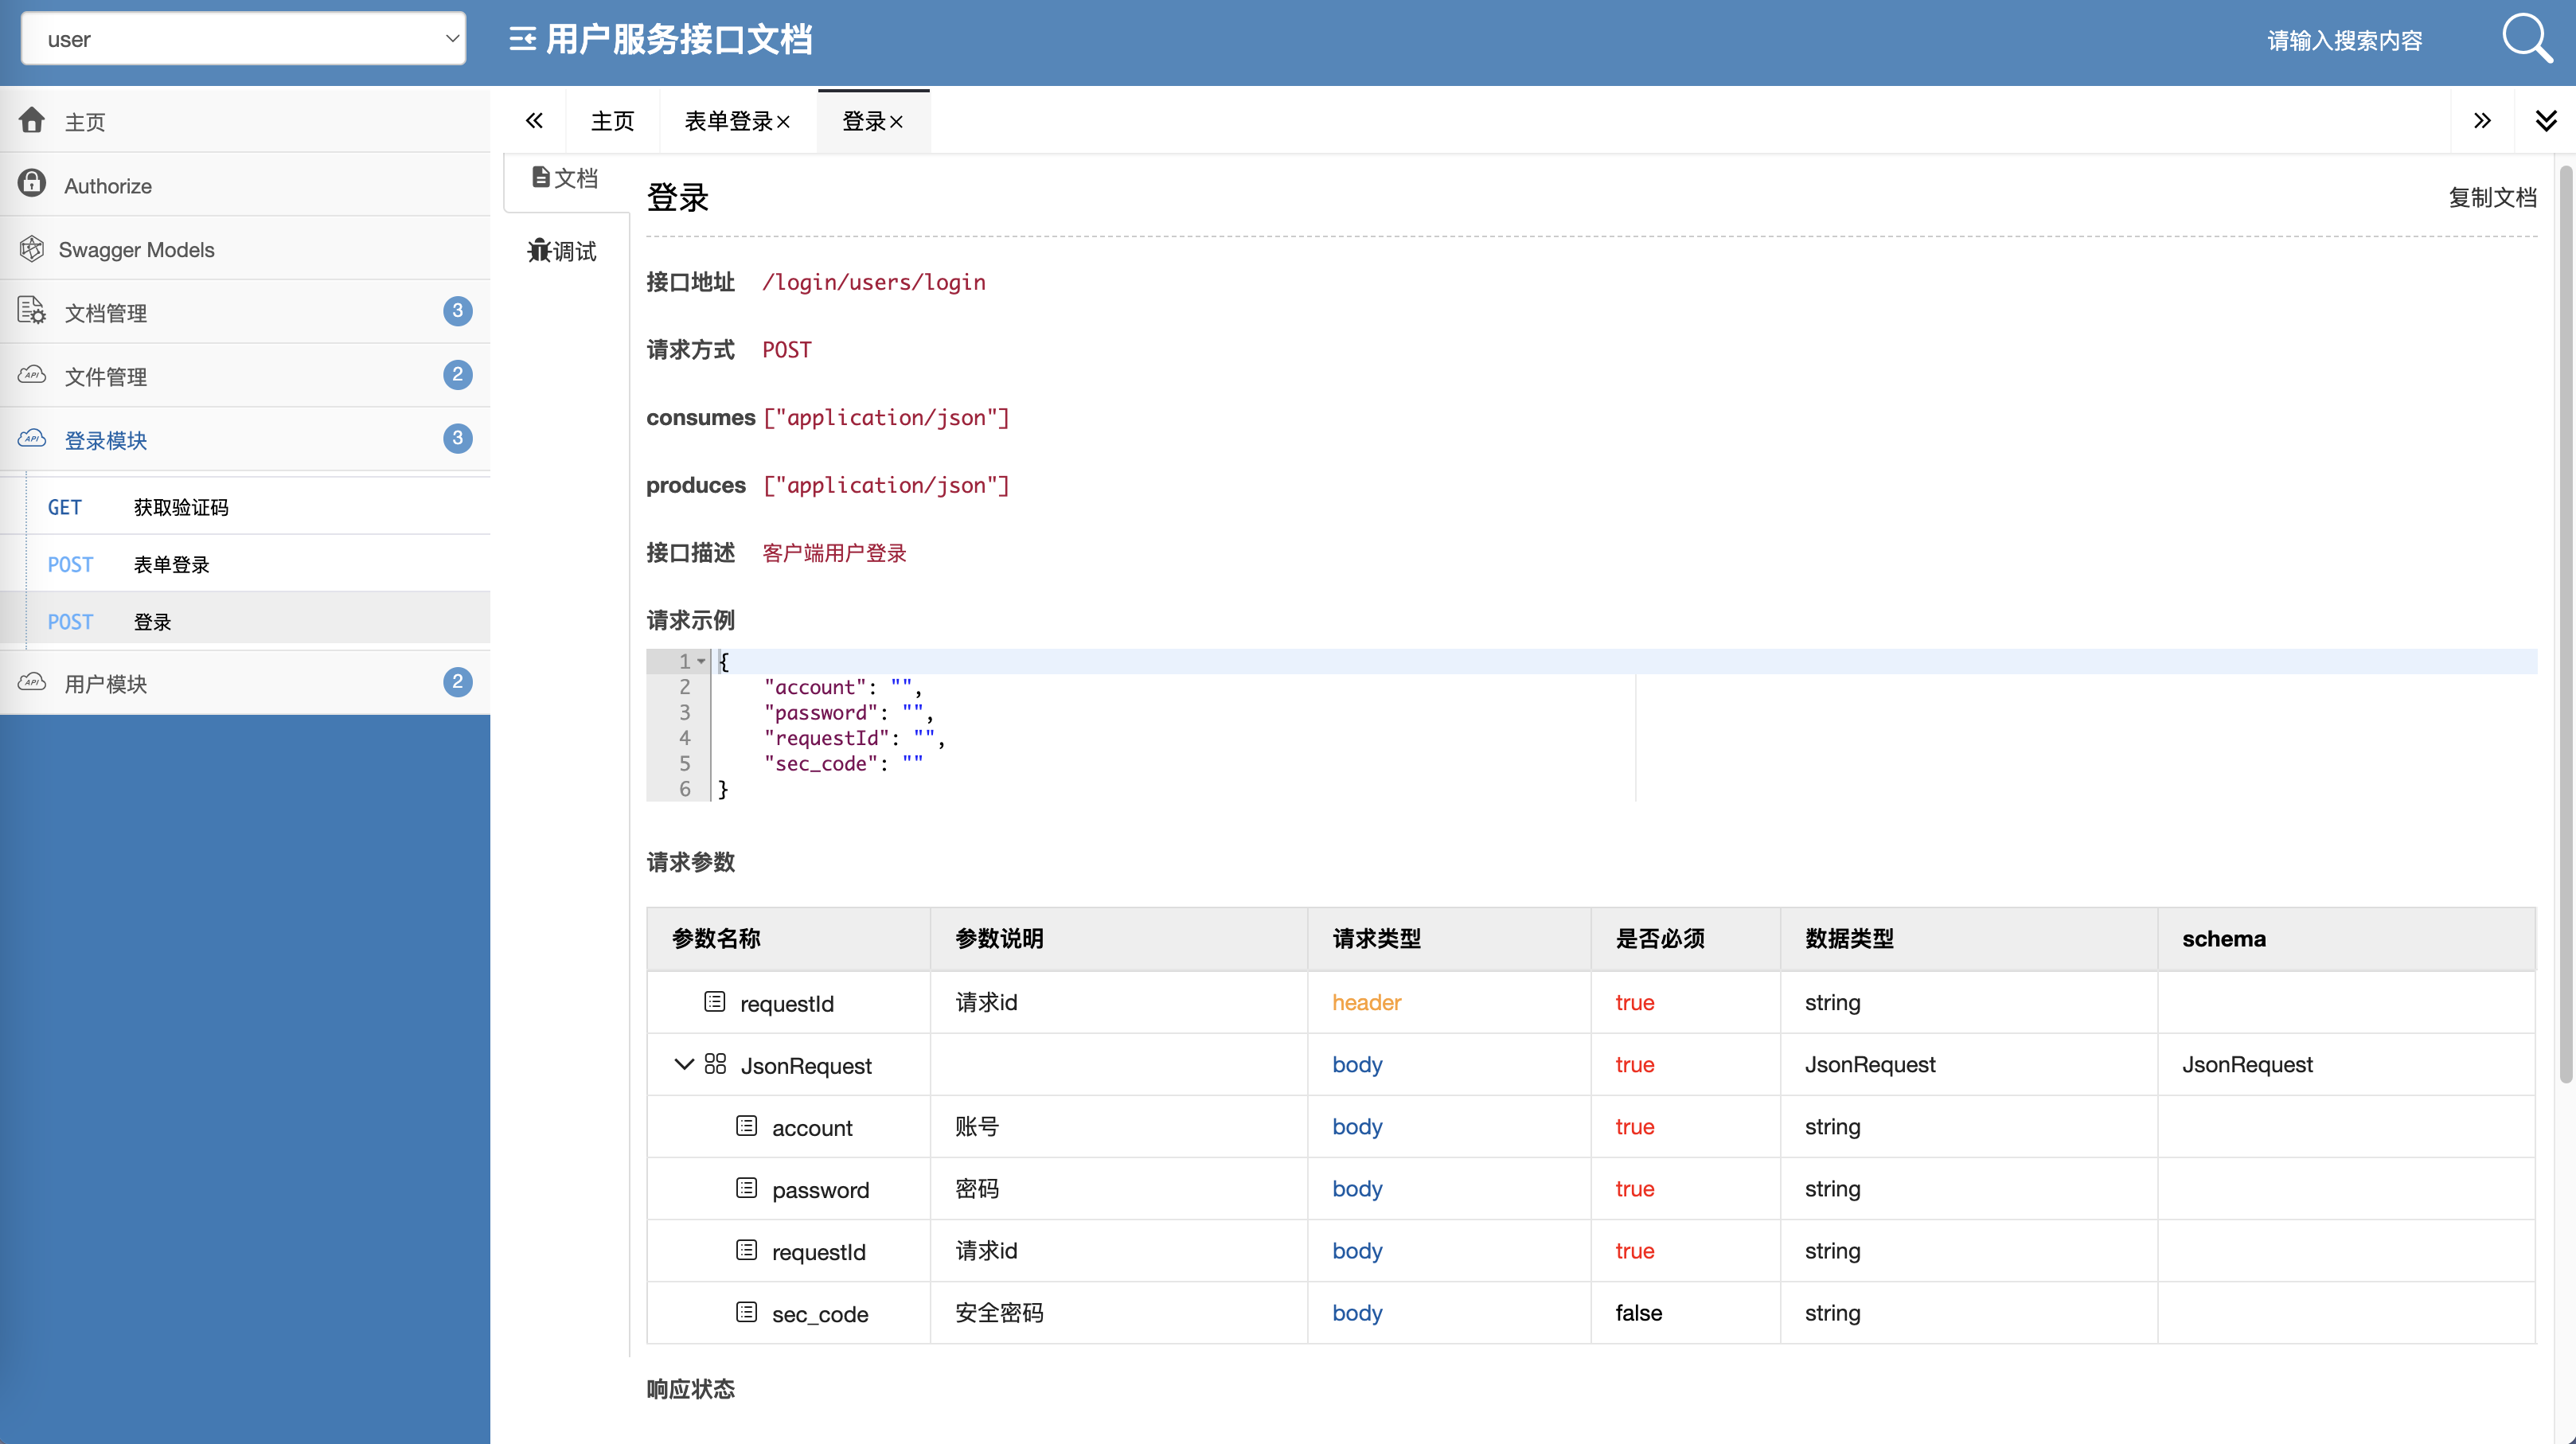 user
用户服务接口文档
请输入搜索内容
主页
Authorize
Swagger Models
文档管理 3
文件管理 2
登录模块 3
GET 获取验证码
POST 表单登录
POST 登录
用户模块 2
主页 表单登录 登录
文档
调试
登录
复制文档
接口地址 /login/users/login
请求方式 POST
consumes ["application/json"]
produces ["application/json"]
接口描述 客户端用户登录
请求示例
1 {
2 "account": "",
3 "password": "",
4 "requestId": "",
5 "sec_code": ""
6 }
请求参数
参数名称 参数说明 请求类型 是否必须 数据类型 schema
requestId 请求id header true string
JsonRequest body true JsonRequest JsonRequest
account 账号 body true string
password 密码 body true string
requestId 请求id body true string
sec_code 安全密码 body false string
响应状态